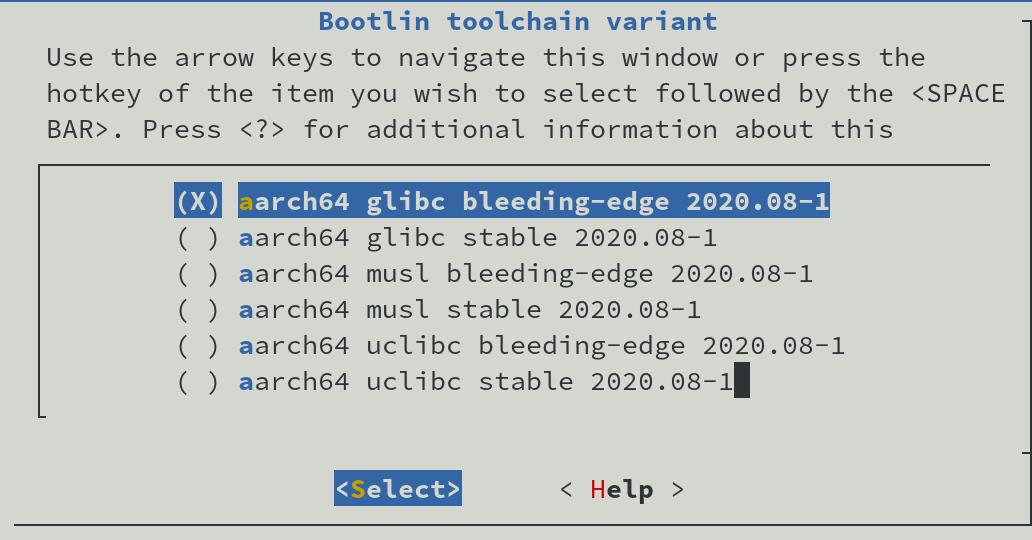 Bootlin toolchain variant
Use the arrow keys to navigate this window or press the
hotkey of the item you wish to select followed by the <SPACE
BAR>. Press <?> for additional information about this
(X) aarch64 glibc bleeding-edge 2020.08-1
( ) aarch64 glibc stable 2020.08-1
( ) aarch64 musl bleeding-edge 2020.08-1
( ) aarch64 musl stable 2020.08-1
( ) aarch64 uclibc bleeding-edge 2020.08-1
( ) aarch64 uclibc stable 2020.08-1
<Select> < Help >